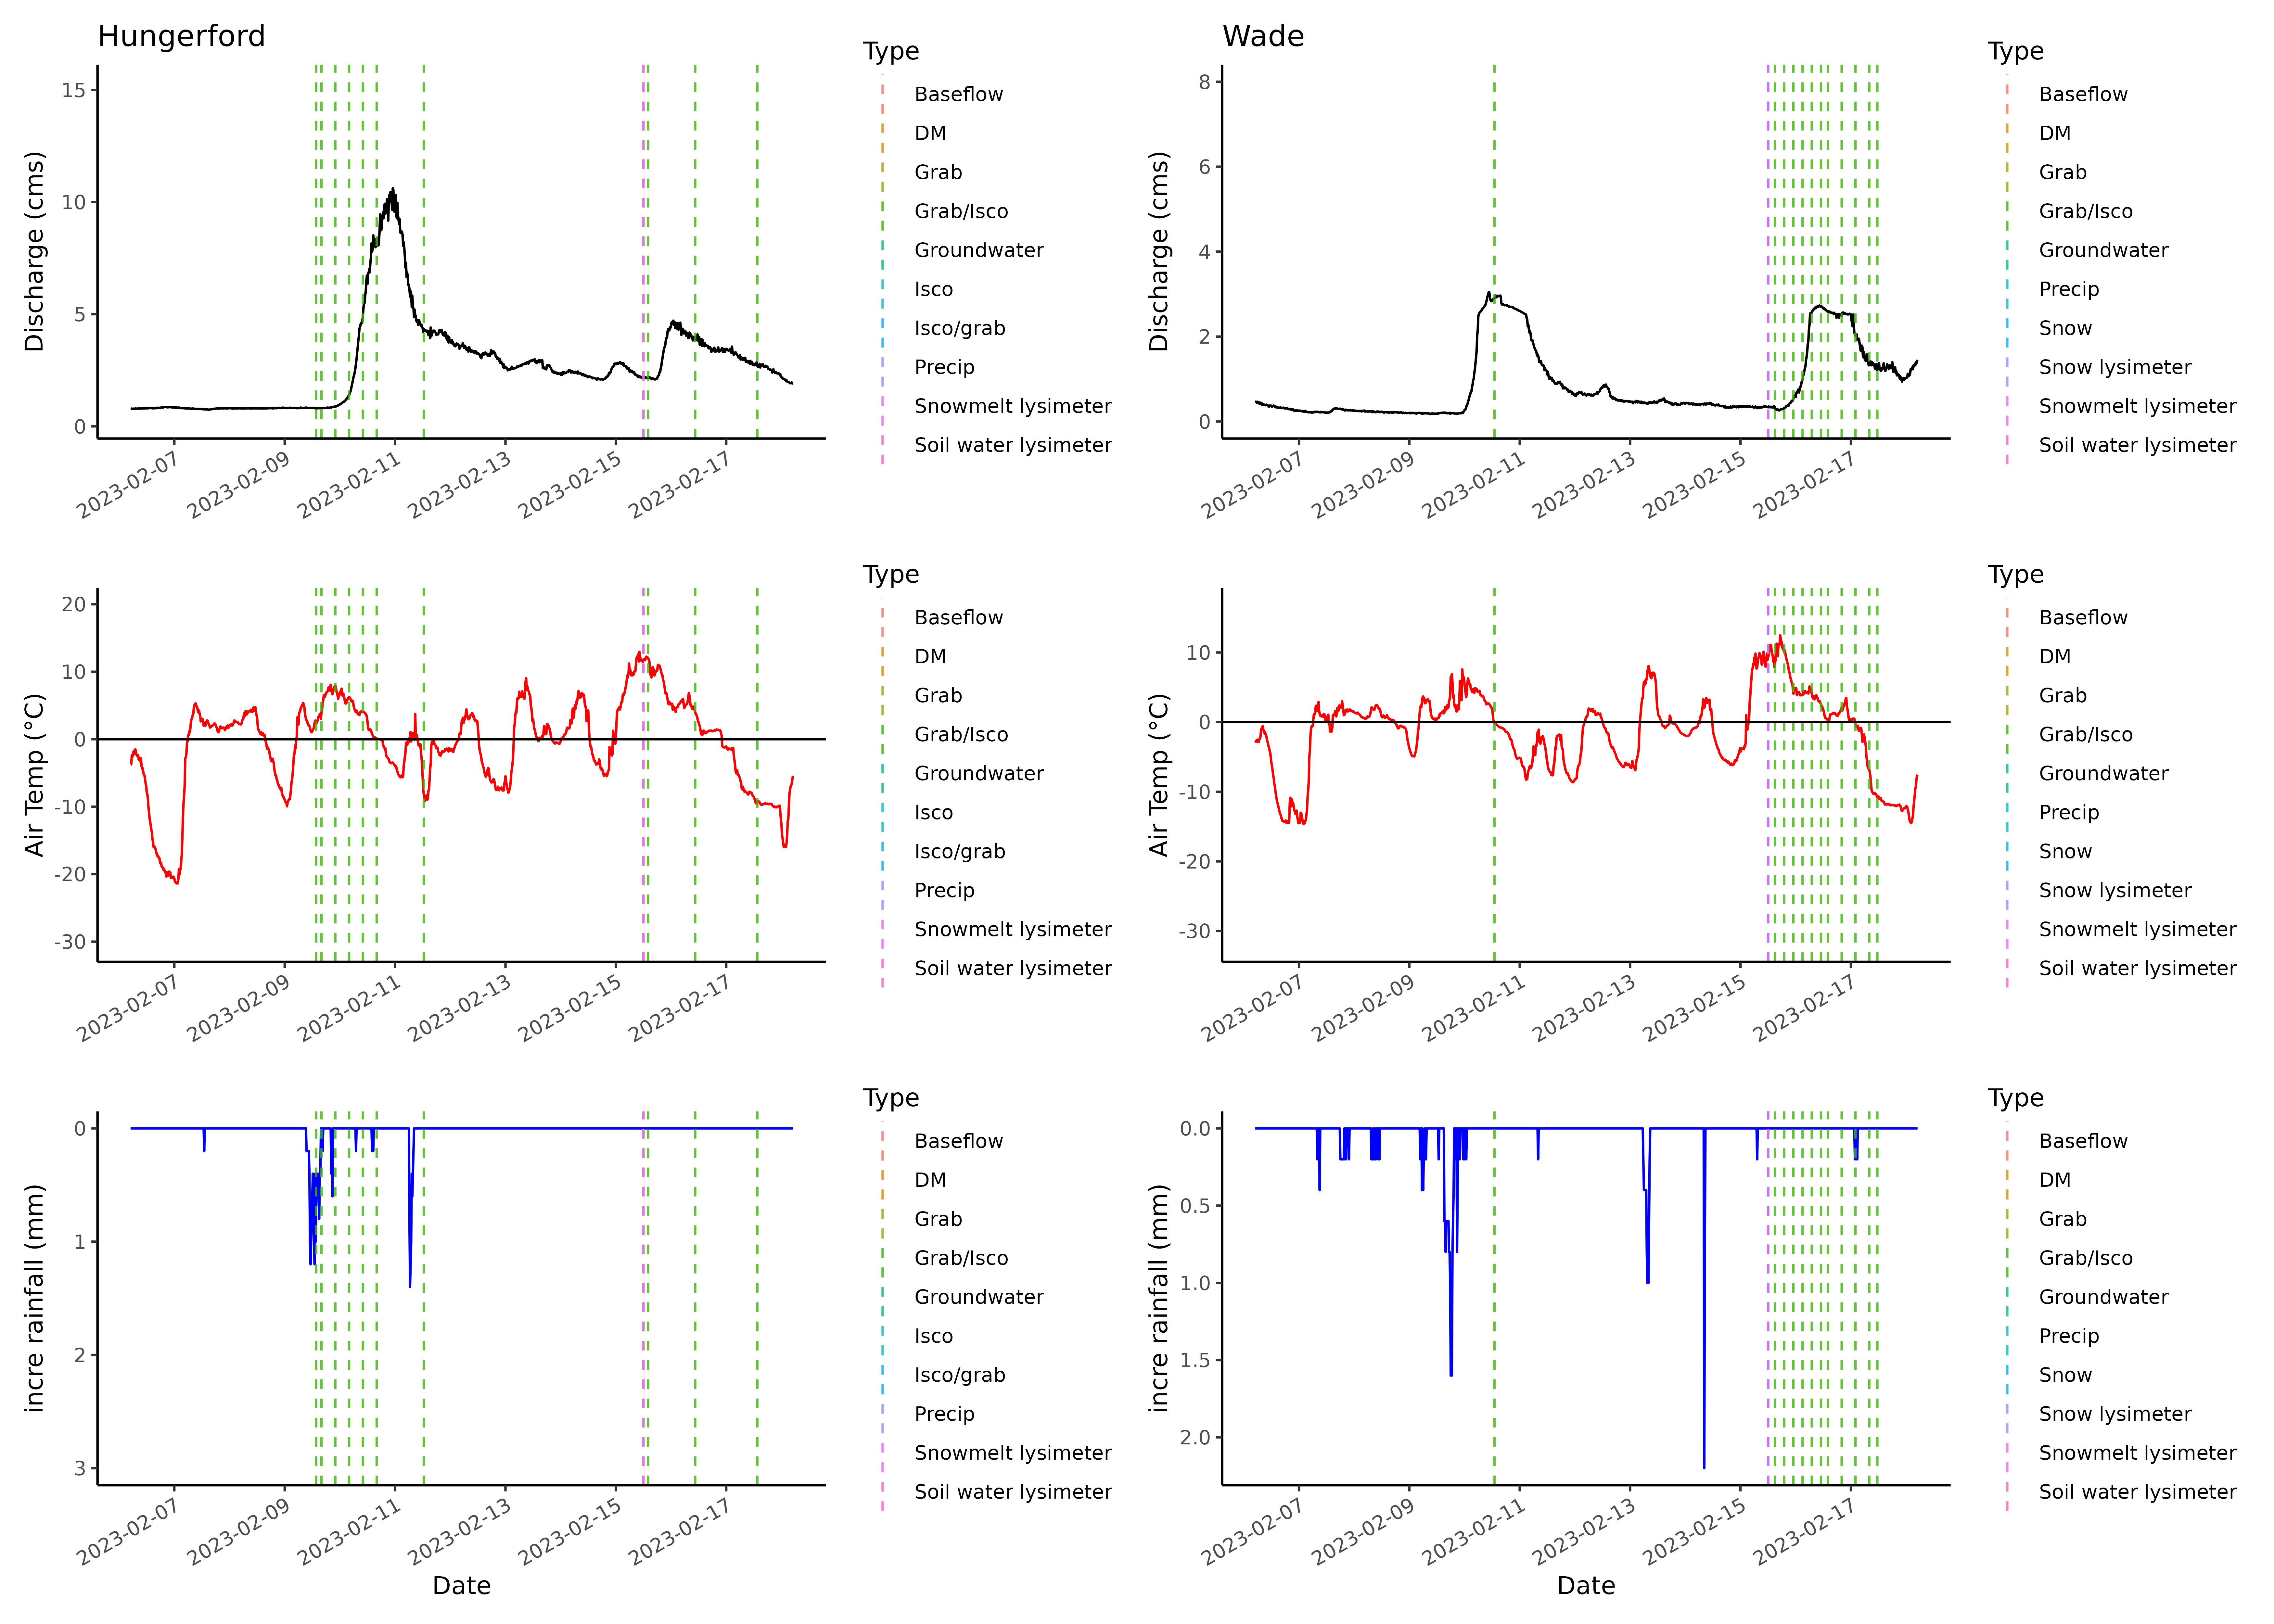 Hungerford
Discharge (cms)
15
10
5
0
2023-02-07
2023-02-09
2023-02-11
2023-02-13
2023-02-15
2023-02-17
Type
Baseflow
DM
Grab
Grab/Isco
Groundwater
Isco
Isco/grab
Precip
Snowmelt lysimeter
Soil water lysimeter
Wade
Discharge (cms)
8
6
4
2
0
2023-02-07
2023-02-09
2023-02-11
2023-02-13
2023-02-15
2023-02-17
Type
Baseflow
DM
Grab
Grab/Isco
Groundwater
Precip
Snow
Snow lysimeter
Snowmelt lysimeter
Soil water lysimeter
Air Temp (°C)
20
10
0
-10
-20
-30
2023-02-07
2023-02-09
2023-02-11
2023-02-13
2023-02-15
2023-02-17
Type
Baseflow
DM
Grab
Grab/Isco
Groundwater
Isco
Isco/grab
Precip
Snowmelt lysimeter
Soil water lysimeter
Air Temp (°C)
10
0
-10
-20
-30
2023-02-07
2023-02-09
2023-02-11
2023-02-13
2023-02-15
2023-02-17
Type
Baseflow
DM
Grab
Grab/Isco
Groundwater
Precip
Snow
Snow lysimeter
Snowmelt lysimeter
Soil water lysimeter
incre rainfall (mm)
0
1
2
3
2023-02-07
2023-02-09
2023-02-11
2023-02-13
2023-02-15
2023-02-17
Date
Type
Baseflow
DM
Grab
Grab/Isco
Groundwater
Isco
Isco/grab
Precip
Snowmelt lysimeter
Soil water lysimeter
incre rainfall (mm)
0.0
0.5
1.0
1.5
2.0
2023-02-07
2023-02-09
2023-02-11
2023-02-13
2023-02-15
2023-02-17
Date
Type
Baseflow
DM
Grab
Grab/Isco
Groundwater
Precip
Snow
Snow lysimeter
Snowmelt lysimeter
Soil water lysimeter